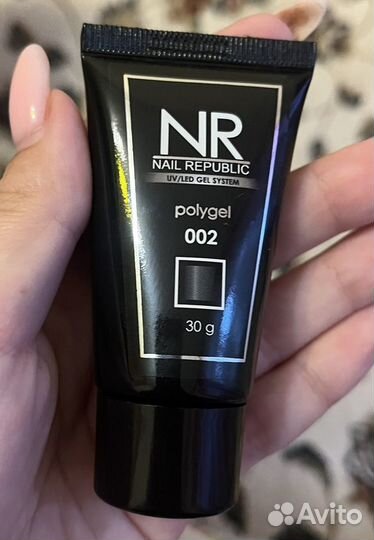 NR
NAIL REPUBLIC
UV/LED GEL SYSTEM
polygel
002
30 g
Avito